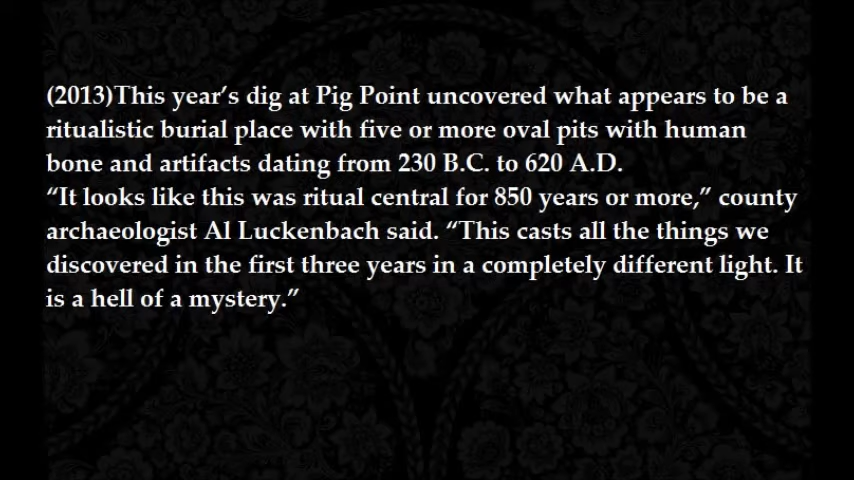 (2013)This year’s dig at Pig Point uncovered what appears to be a
ritualistic burial place with five or more oval pits with human
bone and artifacts dating from 230 B.C. to 620 A.D.
“It looks like this was ritual central for 850 years or more,” county
archaeologist Al Luckenbach said. “This casts all the things we
discovered in the first three years in a completely different light. It
is a hell of a mystery.”